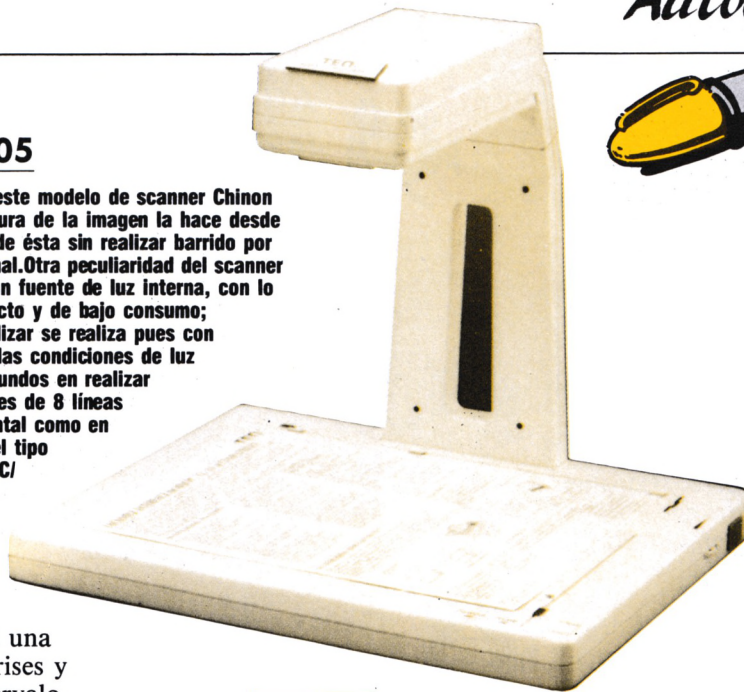 05
este modelo de scanner Chinon
ura de la imagen la hace desde
de ésta sin realizar barrido por
al.Otra peculiaridad del scanner
n fuente de luz interna, con lo
cto y de bajo consumo;
lizar se realiza pues con
las condiciones de luz
undos en realizar
es de 8 líneas
ntal como en
el tipo
C/
una
rises y